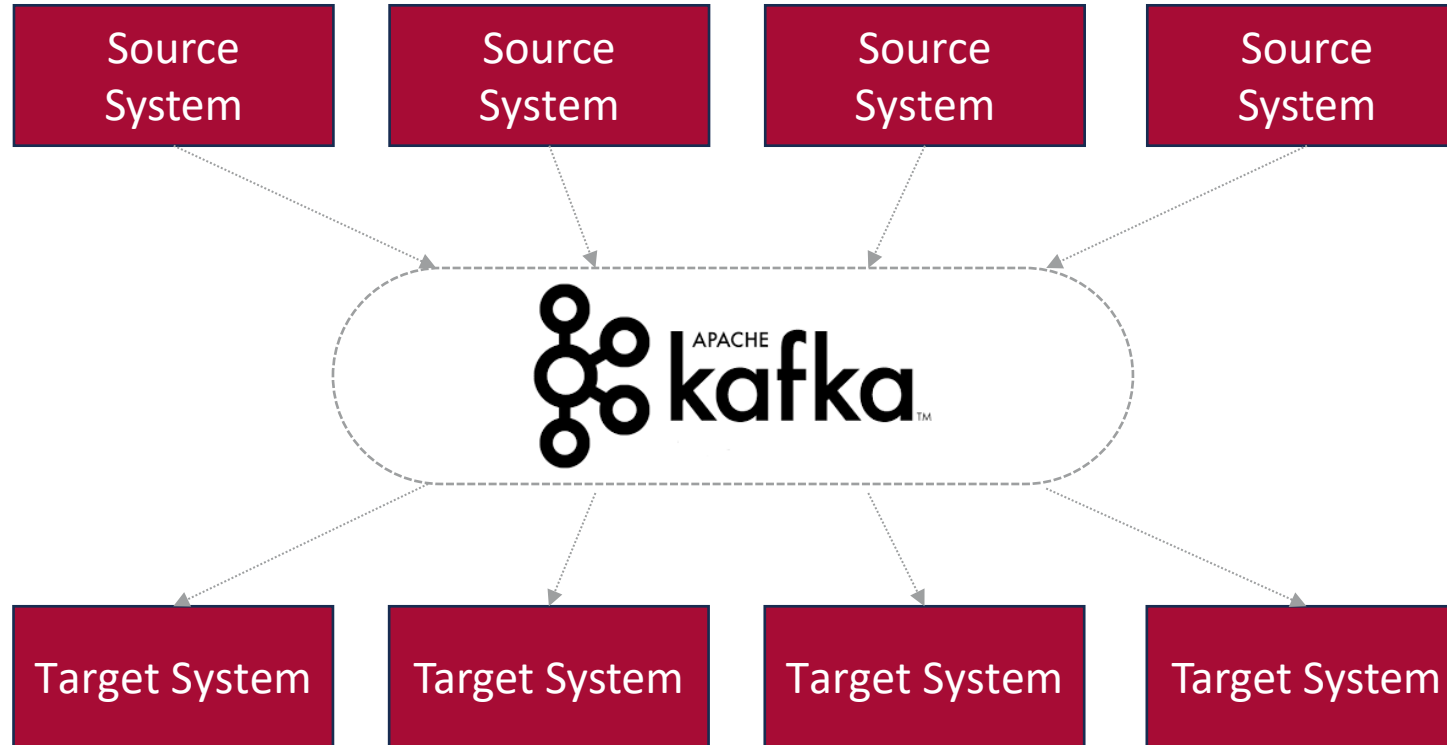 Source
System
Source
System
Source
System
Source
System
APACHE
kafka
TM
Target System
Target System
Target System
Target System